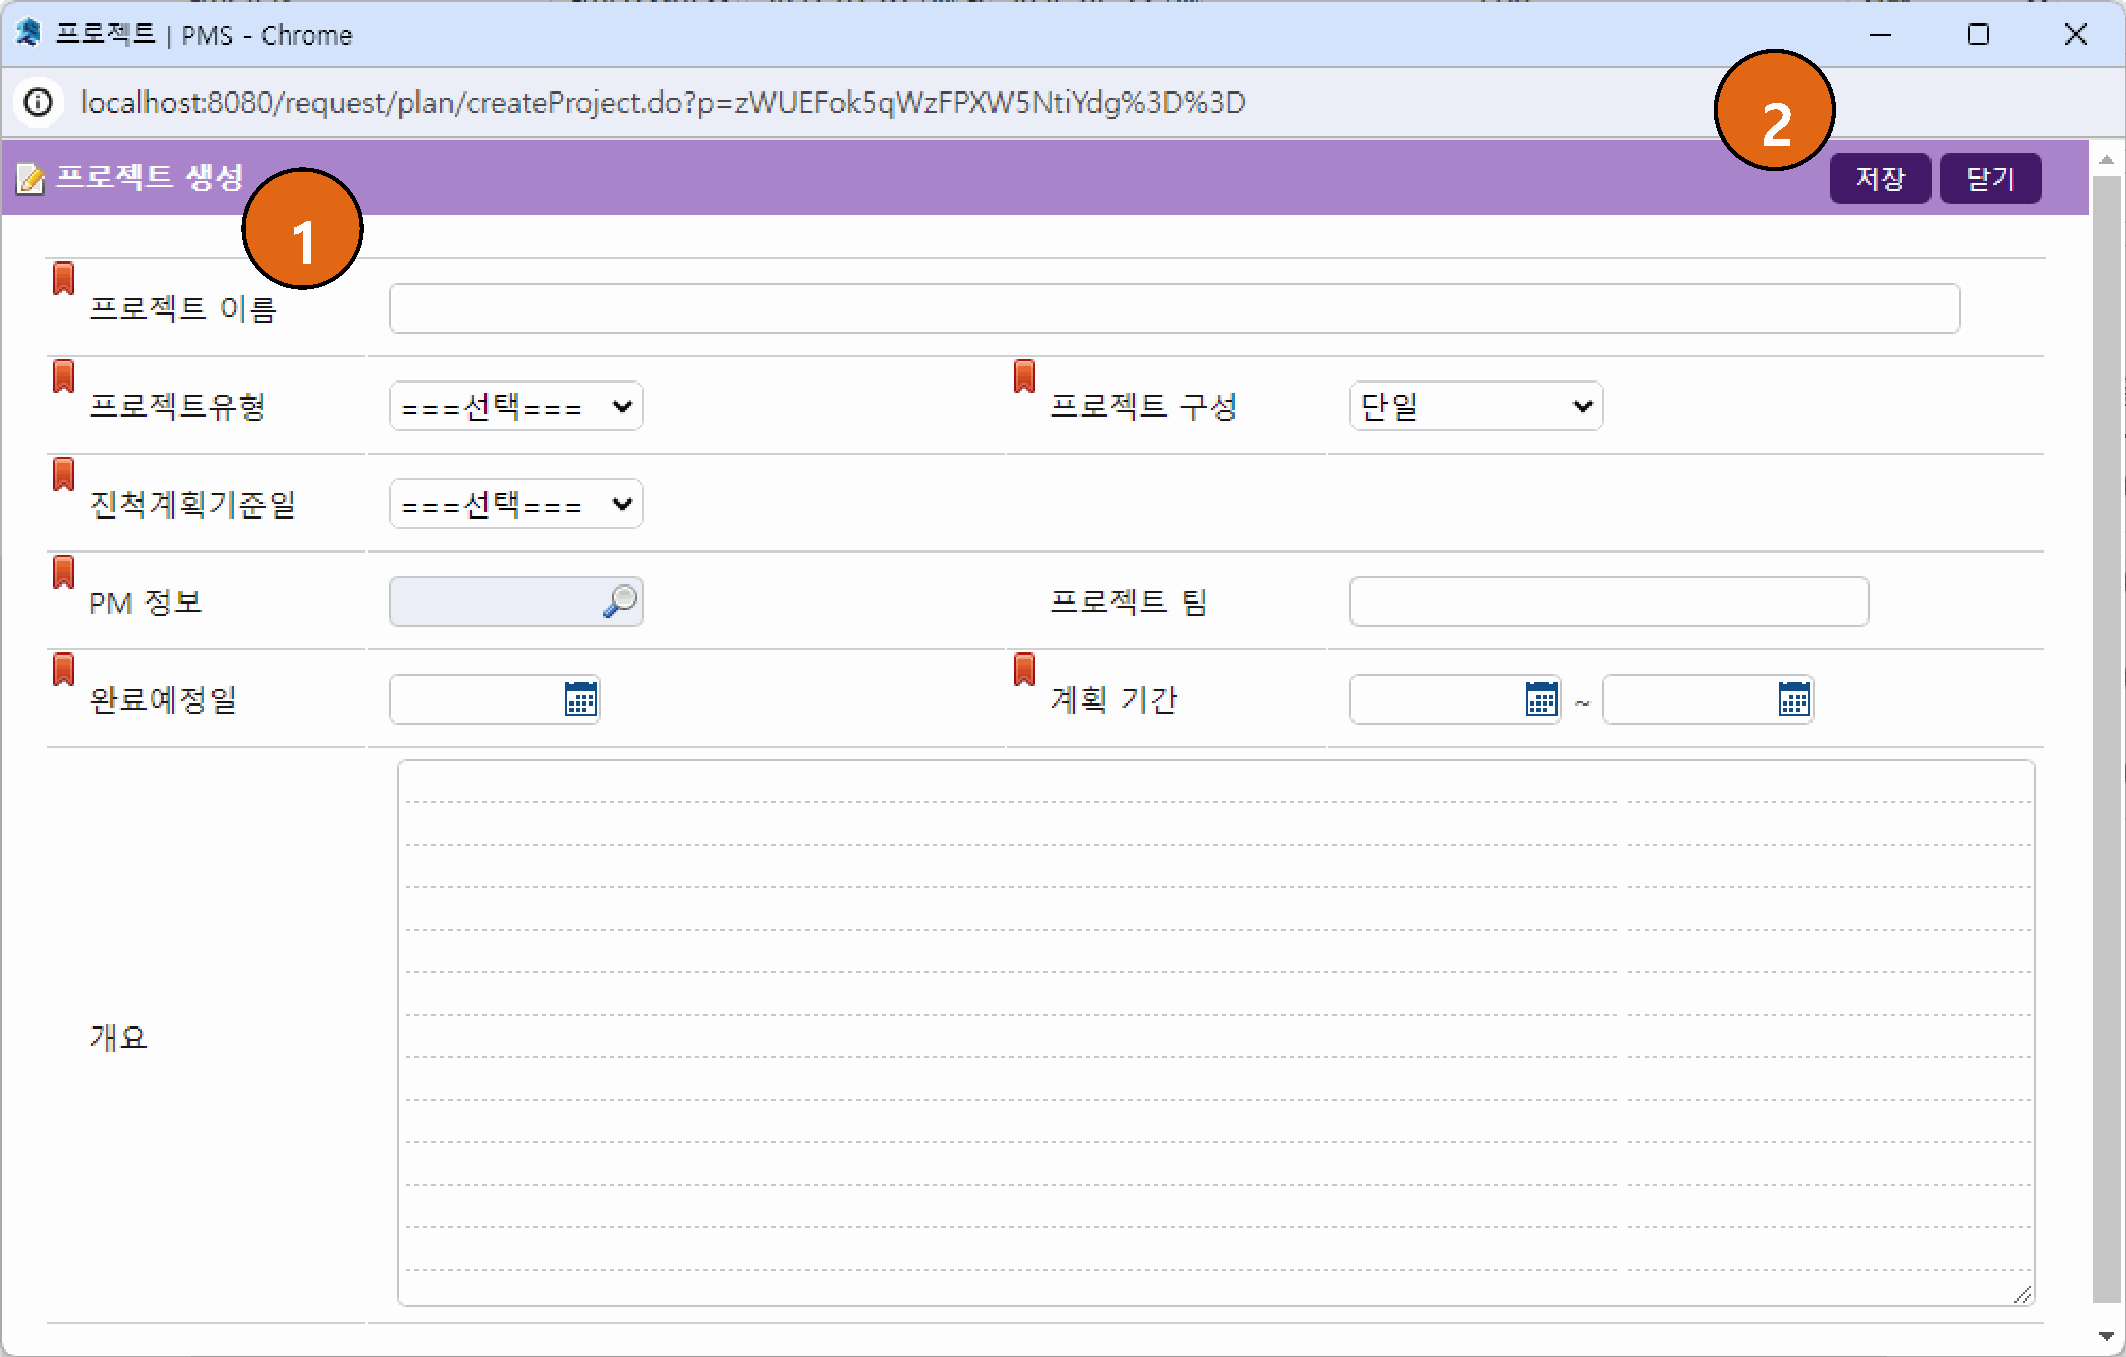 프로젝트 | PMS - Chrome
localhost:8080/request/plan/createProject.do?p=zWUEFok5qWzFPXW5NtiYdg%3D%3D
2
프로젝트 생성
저장 닫기
1
프로젝트 이름
프로젝트유형 ===선택=== 프로젝트 구성 단일
진척계획기준일 ===선택===
PM 정보 프로젝트 팀
완료예정일 계획 기간 ~
개요